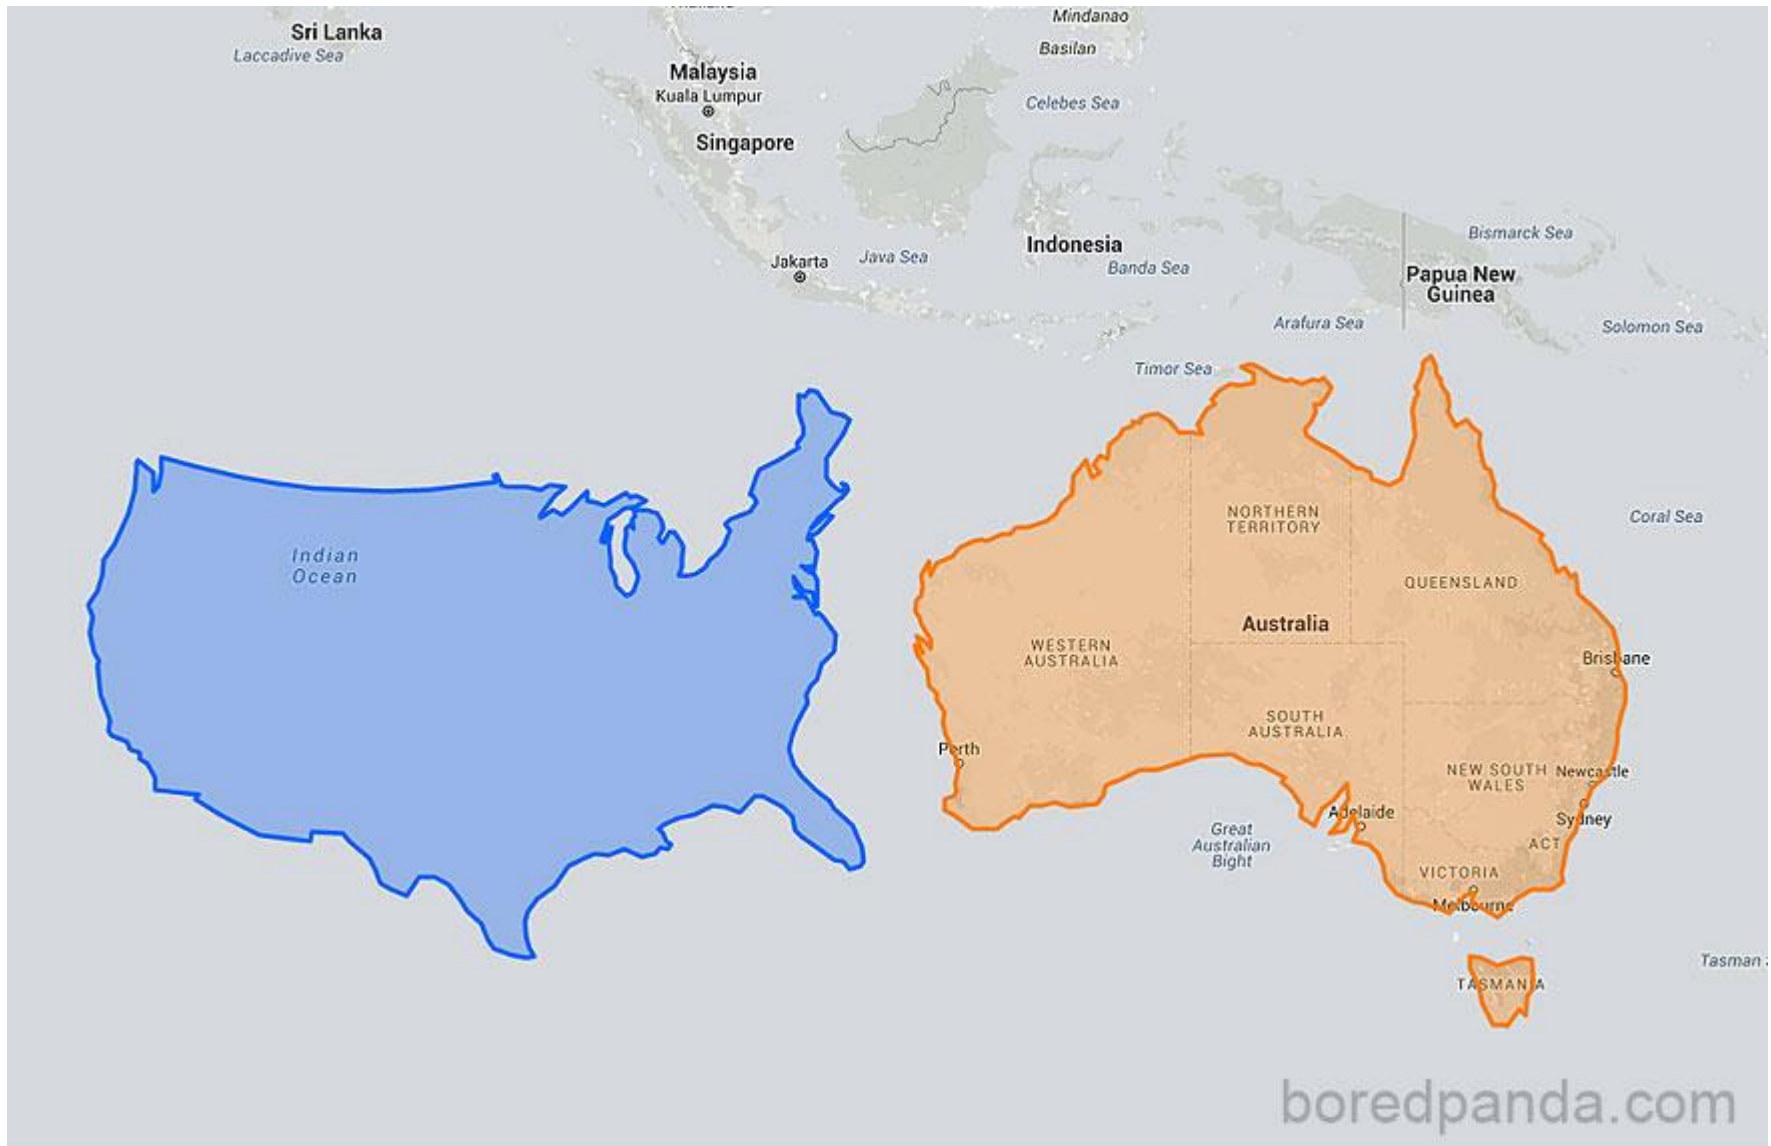 Sri Lanka
Laccadive Sea
Mindanao
Basilan
Malaysia
Kuala Lumpur
Celebes Sea
Singapore
Indonesia
Bismarck Sea
Jakarta
Java Sea
Banda Sea
Papua New
Guinea
Arafura Sea
Solomon Sea
Timor Sea
Coral Sea
NORTHERN
TERRITORY
Indian
Ocean
QUEENSLAND
Australia
WESTERN
AUSTRALIA
Brisbane
SOUTH
AUSTRALIA
Perth
NEW SOUTH
WALES
Newcastle
Adelaide
Sydney
Great
Australian
Bight
ACT
VICTORIA
Melbourne
Tasman
TASMANIA
boredpanda.com